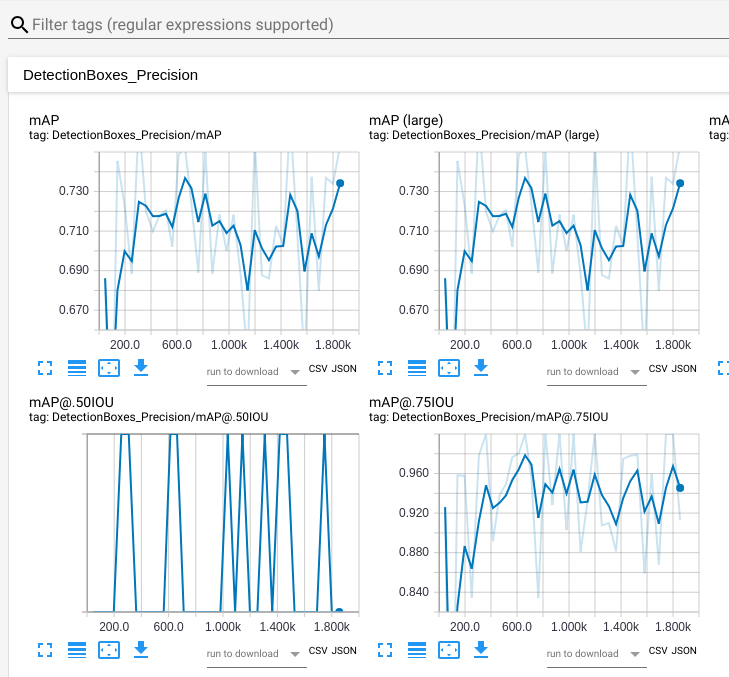 Filter tags (regular expressions supported)
DetectionBoxes_Precision
mAP
tag: DetectionBoxes_Precision/mAP
0.730
0.710
0.690
0.670
200.0 600.0 1.000k 1.400k 1.800k
run to download CSV JSON
mAP (large)
tag: DetectionBoxes_Precision/mAP (large)
0.730
0.710
0.690
0.670
200.0 600.0 1.000k 1.400k 1.800k
run to download CSV JSON
mA
tag:
mAP@.50IOU
tag: DetectionBoxes_Precision/mAP@.50IOU
200.0 600.0 1.000k 1.400k 1.800k
run to download CSV JSON
mAP@.75IOU
tag: DetectionBoxes_Precision/mAP@.75IOU
0.960
0.920
0.880
0.840
200.0 600.0 1.000k 1.400k 1.800k
run to download CSV JSON